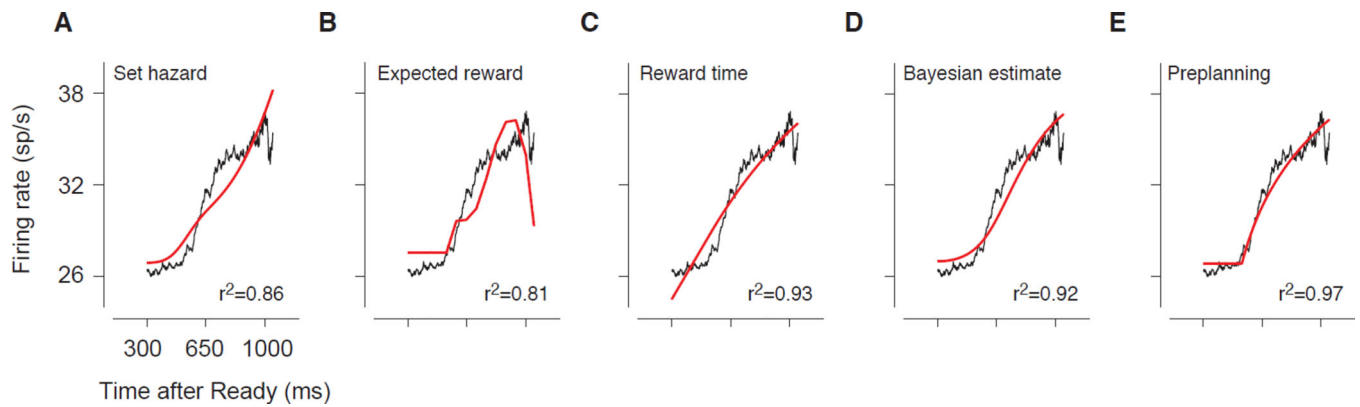 A B C D E
Set hazard Expected reward Reward time Bayesian estimate Preplanning
38
32
26
Firing rate (sp/s)
r²=0.86 r²=0.81 r²=0.93 r²=0.92 r²=0.97
300 650 1000
Time after Ready (ms)